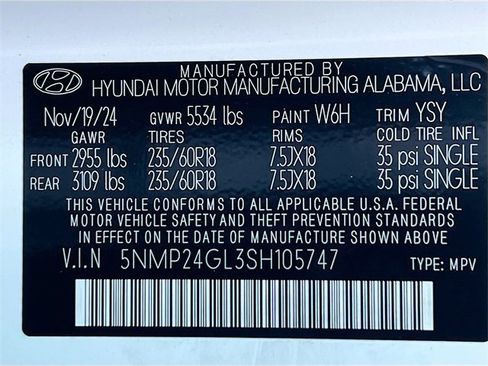 MANUFACTURED BY
HYUNDAI MOTOR MANUFACTURING ALABAMA, LLC
Nov/19/24 GVWR 5534 lbs PAINT W6H TRIM YSY
GAWR TIRES RIMS COLD TIRE INFL
FRONT 2955 lbs 235/60R18 7.5JX18 35 psi SINGLE
REAR 3109 lbs 235/60R18 7.5JX18 35 psi SINGLE
THIS VEHICLE CONFORMS TO ALL APPLICABLE U.S.A. FEDERAL
MOTOR VEHICLE SAFETY AND THEFT PREVENTION STANDARDS
IN EFFECT ON THE DATE OF MANUFACTURE SHOWN ABOVE.
V.I.N 5NMP24GL3SH105747 TYPE: MPV